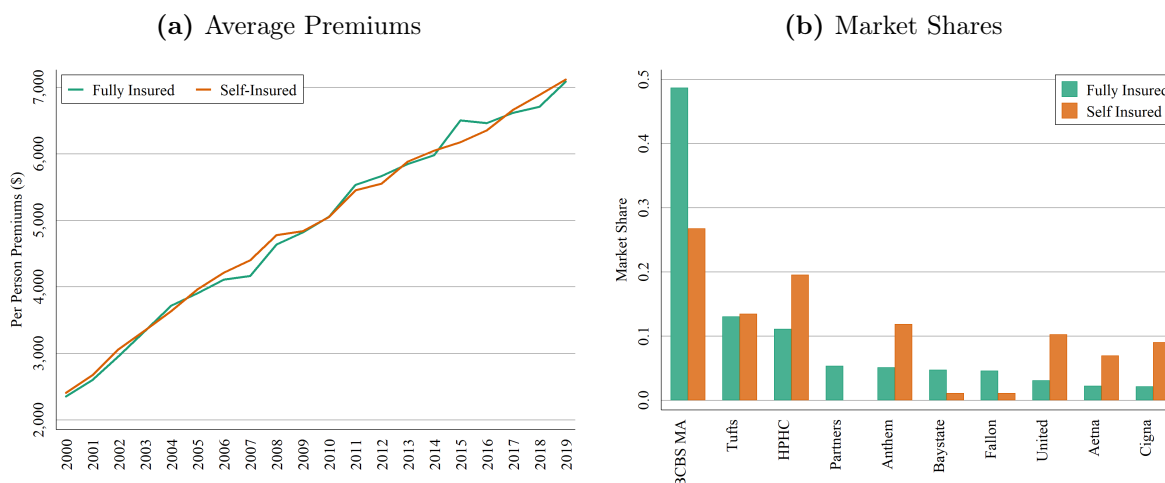 (a) Average Premiums
Per Person Premiums ($)
7,000
6,000
5,000
4,000
3,000
2,000
Fully Insured
Self-Insured
2000 2001 2002 2003 2004 2005 2006 2007 2008 2009 2010 2011 2012 2013 2014 2015 2016 2017 2018 2019
(b) Market Shares
Market Share
0.5
0.4
0.3
0.2
0.1
0.0
Fully Insured
Self Insured
BCBS MA Tufts HPHC Partners Anthem Baystate Fallon United Aetna Cigna